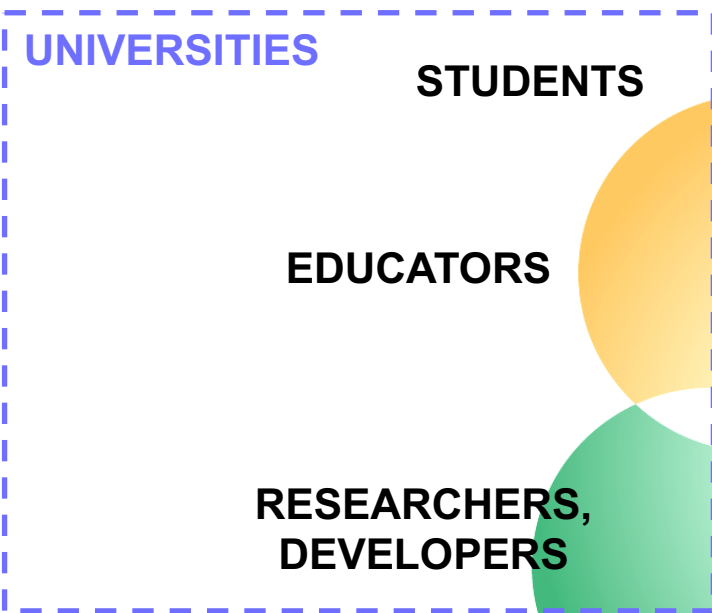 UNIVERSITIES
STUDENTS
EDUCATORS
RESEARCHERS,
DEVELOPERS